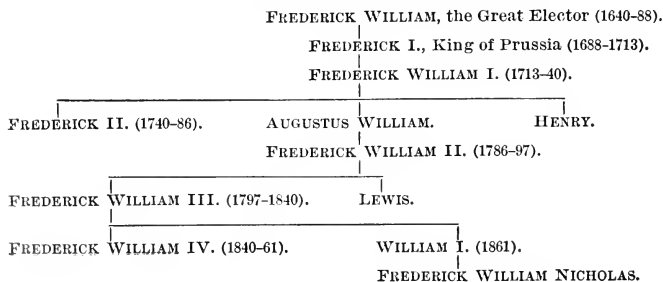 FREDERICK WILLIAM, the Great Elector (1640-88).
FREDERICK I., King of Prussia (1688-1713).
FREDERICK WILLIAM I. (1713-40).
FREDERICK II. (1740-86). AUGUSTUS WILLIAM. HENRY.
FREDERICK WILLIAM II. (1786-97).
FREDERICK WILLIAM III. (1797-1840). LEWIS.
FREDERICK WILLIAM IV. (1840-61). WILLIAM I. (1861).
FREDERICK WILLIAM NICHOLAS.